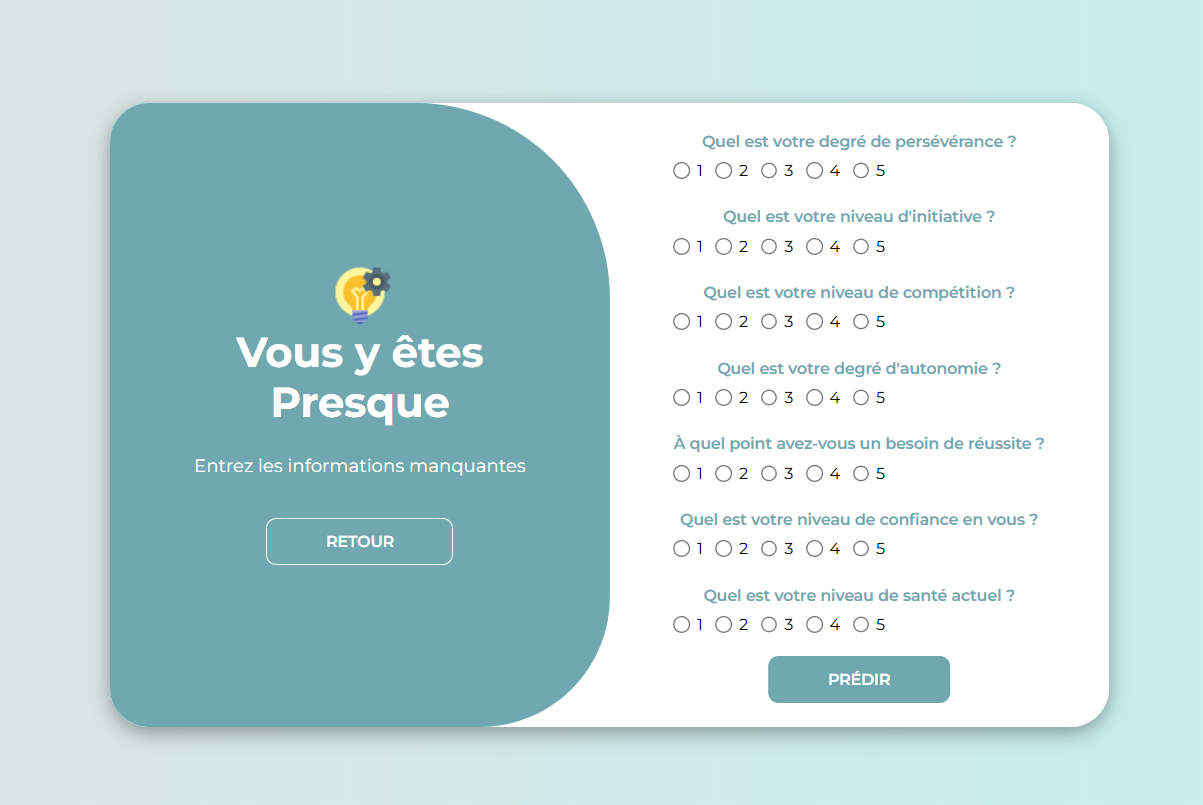 Vous y êtes
Presque
Entrez les informations manquantes
RETOUR
Quel est votre degré de persévérance ?
1 2 3 4 5
Quel est votre niveau d'initiative ?
1 2 3 4 5
Quel est votre niveau de compétition ?
1 2 3 4 5
Quel est votre degré d'autonomie ?
1 2 3 4 5
À quel point avez-vous un besoin de réussite ?
1 2 3 4 5
Quel est votre niveau de confiance en vous ?
1 2 3 4 5
Quel est votre niveau de santé actuel ?
1 2 3 4 5
PRÉDIR